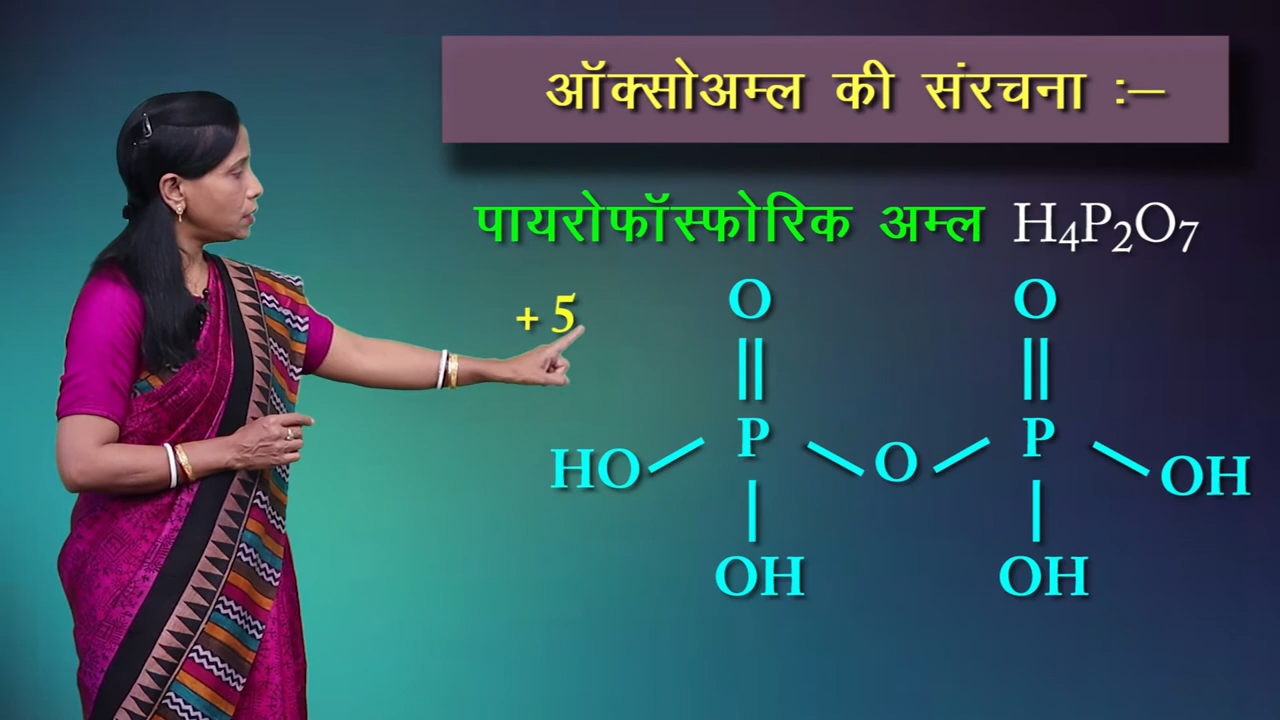 ऑक्सोअम्ल की संरचना :–
पायरोफॉस्फोरिक अम्ल H₄P₂O₇
+ 5
O O
|| ||
HO P O P OH
OH OH